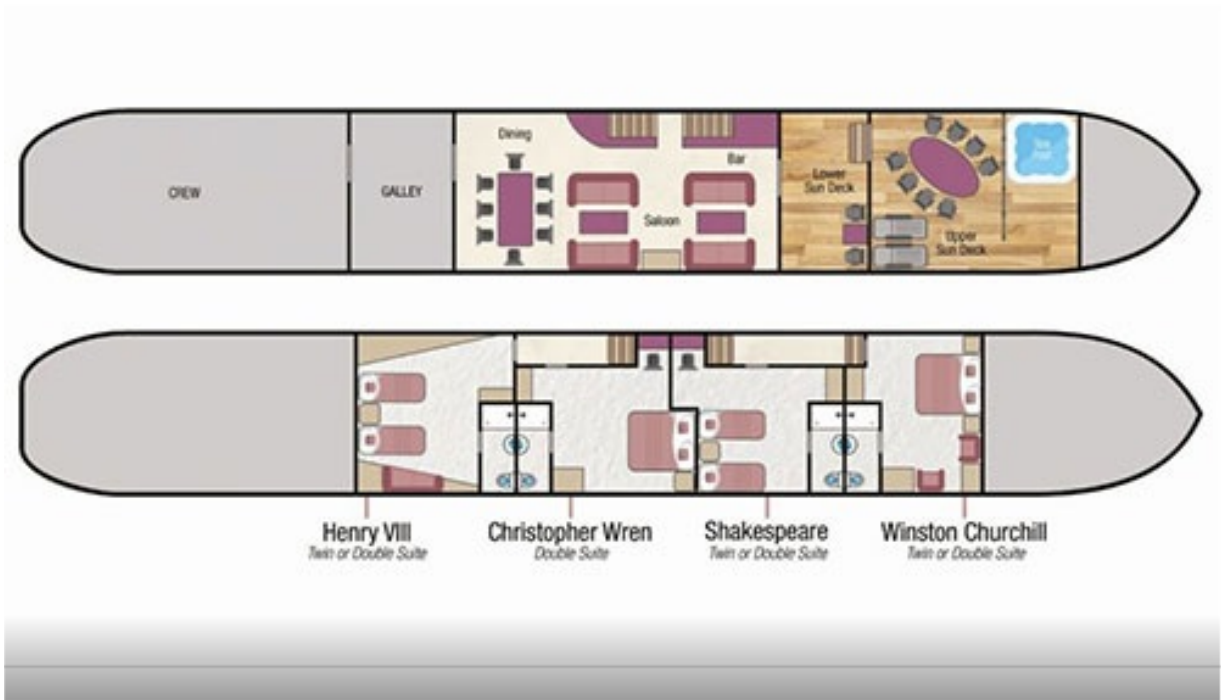 Dining
Bar
CREW
GALLEY
Lower
Sun Deck
Saloon
Upper
Sun Deck
Henry VIII
Twin or Double Suite
Christopher Wren
Double Suite
Shakespeare
Twin or Double Suite
Winston Churchill
Twin or Double Suite